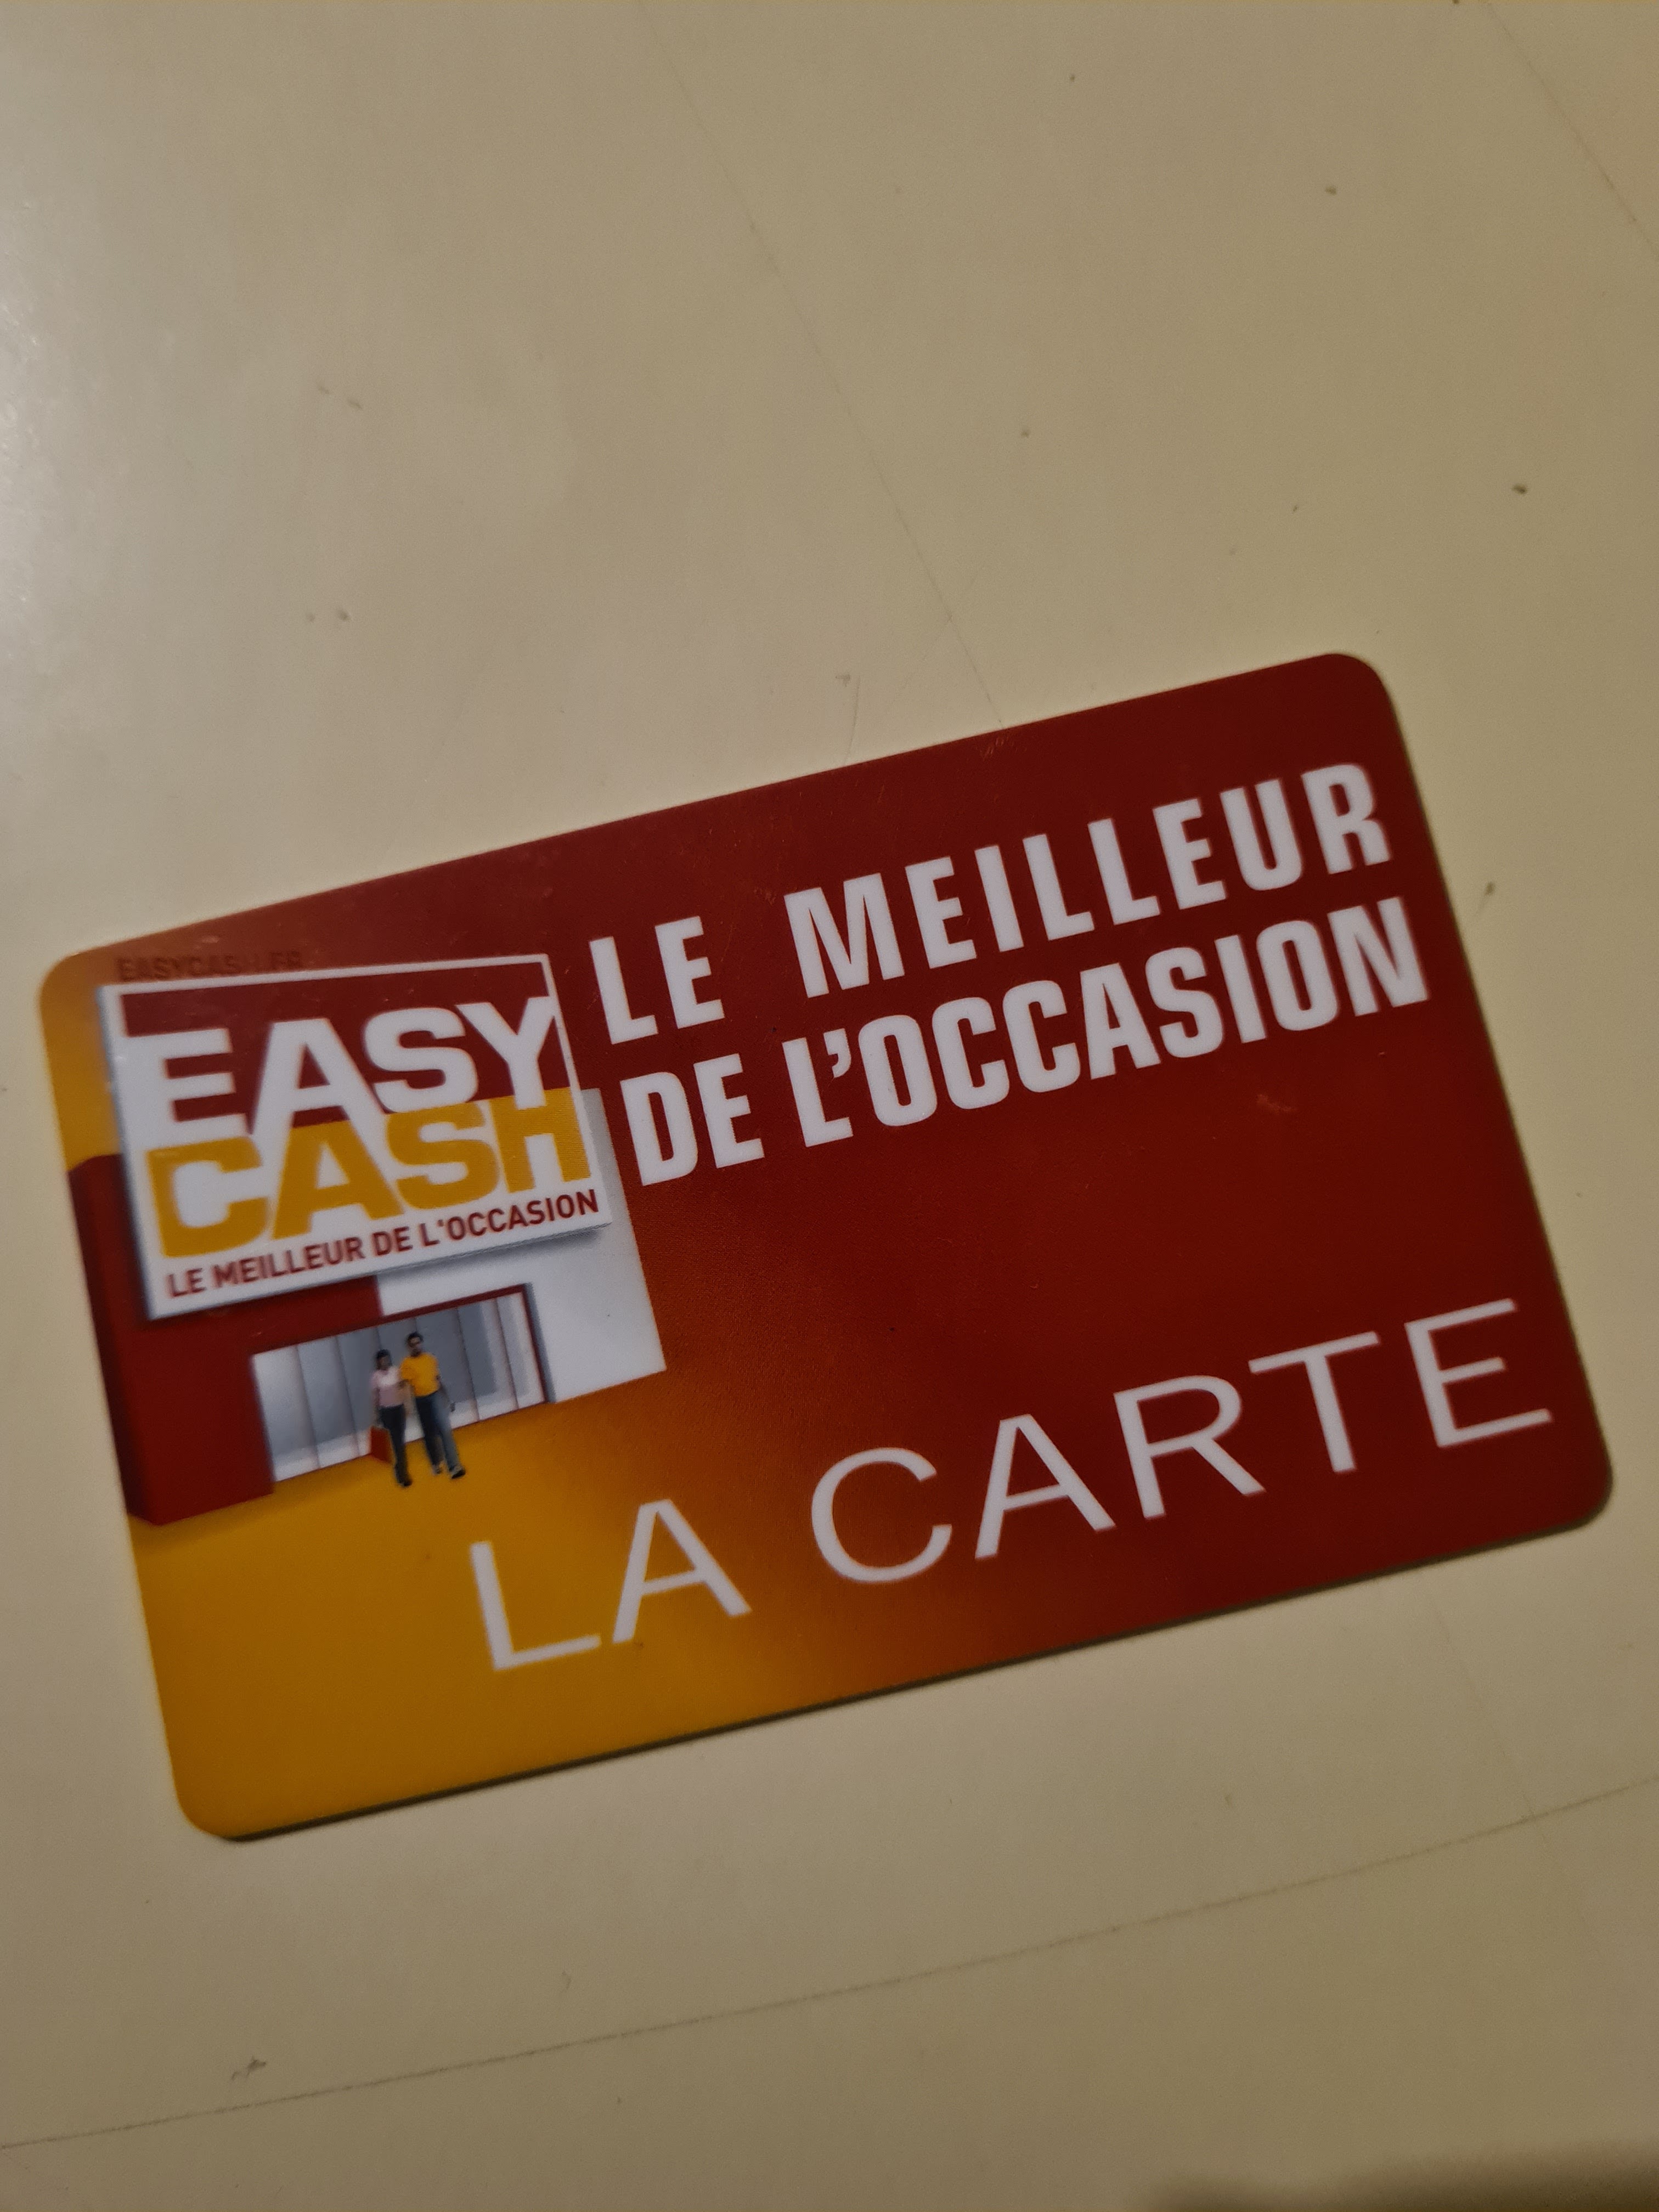 EASY
CASH
LE MEILLEUR DE L'OCCASION
LE MEILLEUR
DE L'OCCASION
LA CARTE